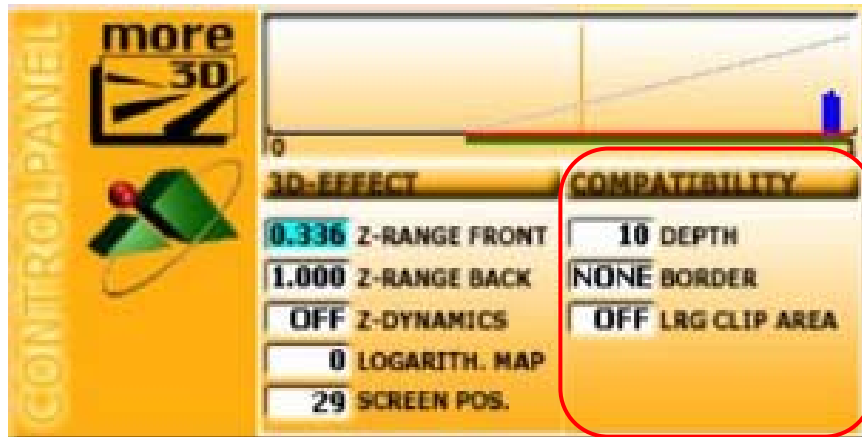 CONTROLPANEL
more
3D
0
1
3D-EFFECT
0.336 Z-RANGE FRONT
1.000 Z-RANGE BACK
OFF Z-DYNAMICS
0 LOGARITH. MAP
29 SCREEN POS.
COMPATIBILITY
10 DEPTH
NONE BORDER
OFF LRG CLIP AREA